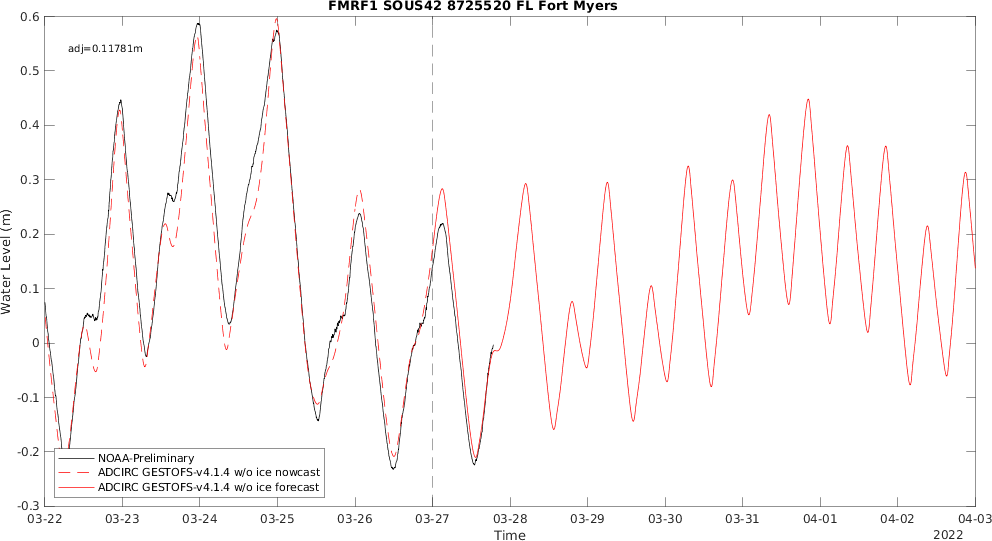 FMRF1 SOUS42 8725520 FL Fort Myers
adj=0.11781m
0.6
0.5
0.4
0.3
0.2
0.1
0
-0.1
-0.2
-0.3
Water Level (m)
NOAA-Preliminary
ADCIRC GESTOFS-v4.1.4 w/o ice nowcast
ADCIRC GESTOFS-v4.1.4 w/o ice forecast
03-22 03-23 03-24 03-25 03-26 03-27 03-28 03-29 03-30 03-31 04-01 04-02 04-03
Time
2022